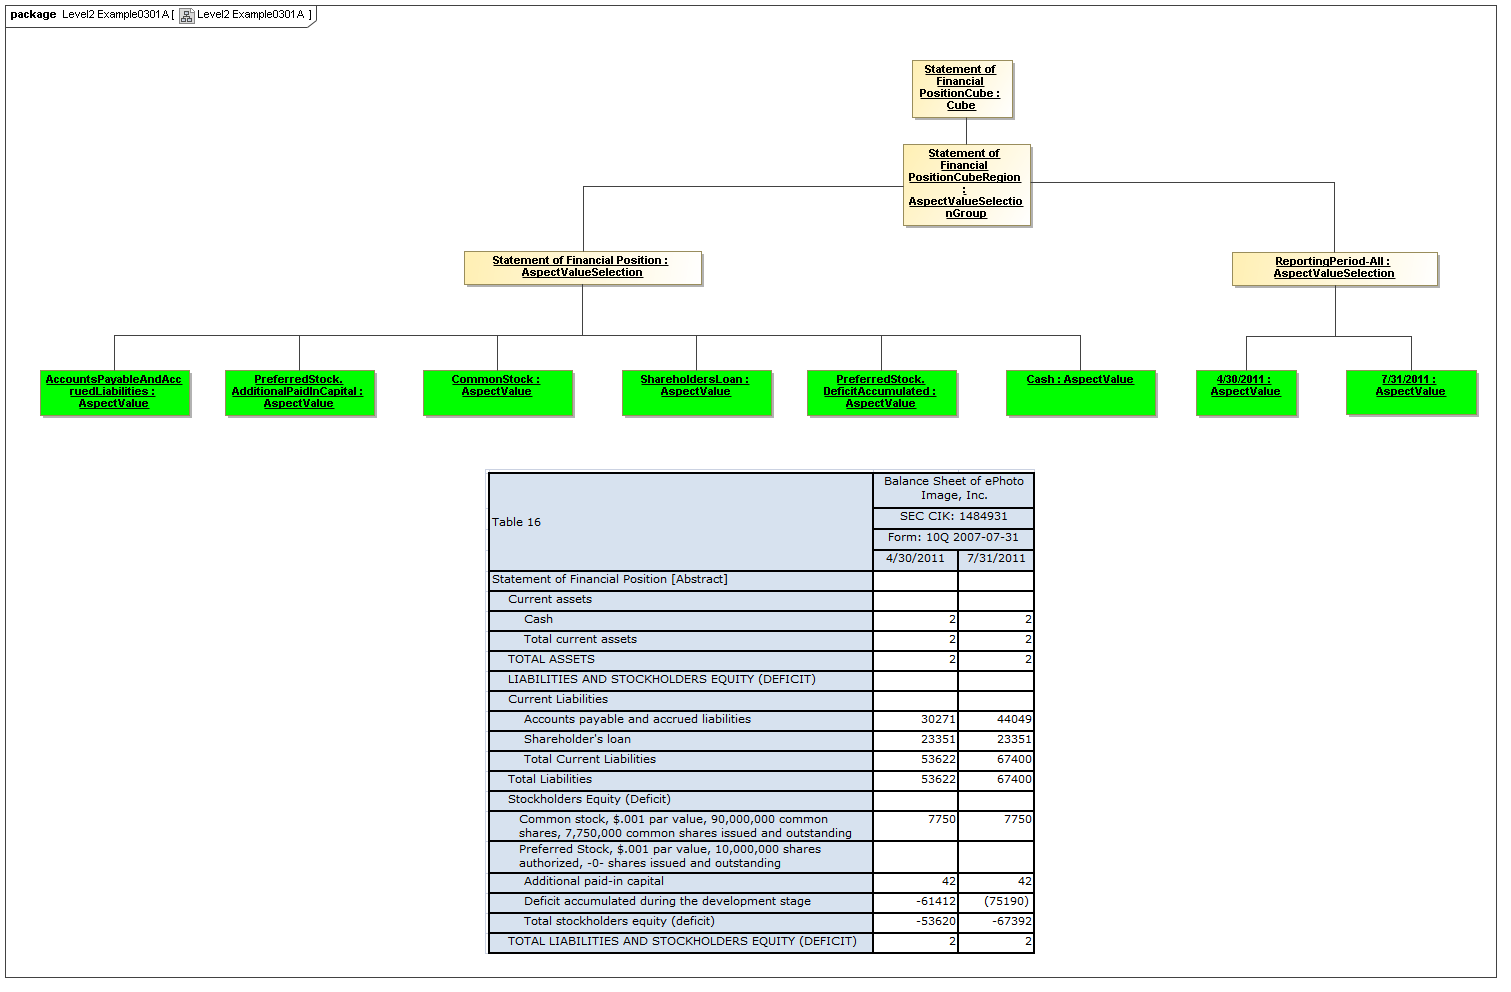 package Level2 Example0301A [ Level2 Example0301A ]
Statement of
Financial
PositionCube :
Cube
Statement of
Financial
PositionCubeRegion
:
AspectValueSelectio
nGroup
Statement of Financial Position :
AspectValueSelection
ReportingPeriod-All :
AspectValueSelection
AccountsPayableAndAcc
ruedLiabilities :
AspectValue
PreferredStock.
AdditionalPaidInCapital :
AspectValue
CommonStock :
AspectValue
ShareholdersLoan :
AspectValue
PreferredStock.
DeficitAccumulated :
AspectValue
Cash : AspectValue
4/30/2011 :
AspectValue
7/31/2011 :
AspectValue
Table 16
Balance Sheet of ePhoto
Image, Inc.
SEC CIK: 1484931
Form: 10Q 2007-07-31
4/30/2011 7/31/2011
Statement of Financial Position [Abstract]
Current assets
Cash 2 2
Total current assets 2 2
TOTAL ASSETS 2 2
LIABILITIES AND STOCKHOLDERS EQUITY (DEFICIT)
Current Liabilities
Accounts payable and accrued liabilities 30271 44049
Shareholder's loan 23351 23351
Total Current Liabilities 53622 67400
Total Liabilities 53622 67400
Stockholders Equity (Deficit)
Common stock, $.001 par value, 90,000,000 common 7750 7750
shares, 7,750,000 common shares issued and outstanding
Preferred Stock, $.001 par value, 10,000,000 shares
authorized, -0- shares issued and outstanding
Additional paid-in capital 42 42
Deficit accumulated during the development stage -61412 (75190)
Total stockholders equity (deficit) -53620 -67392
TOTAL LIABILITIES AND STOCKHOLDERS EQUITY (DEFICIT) 2 2